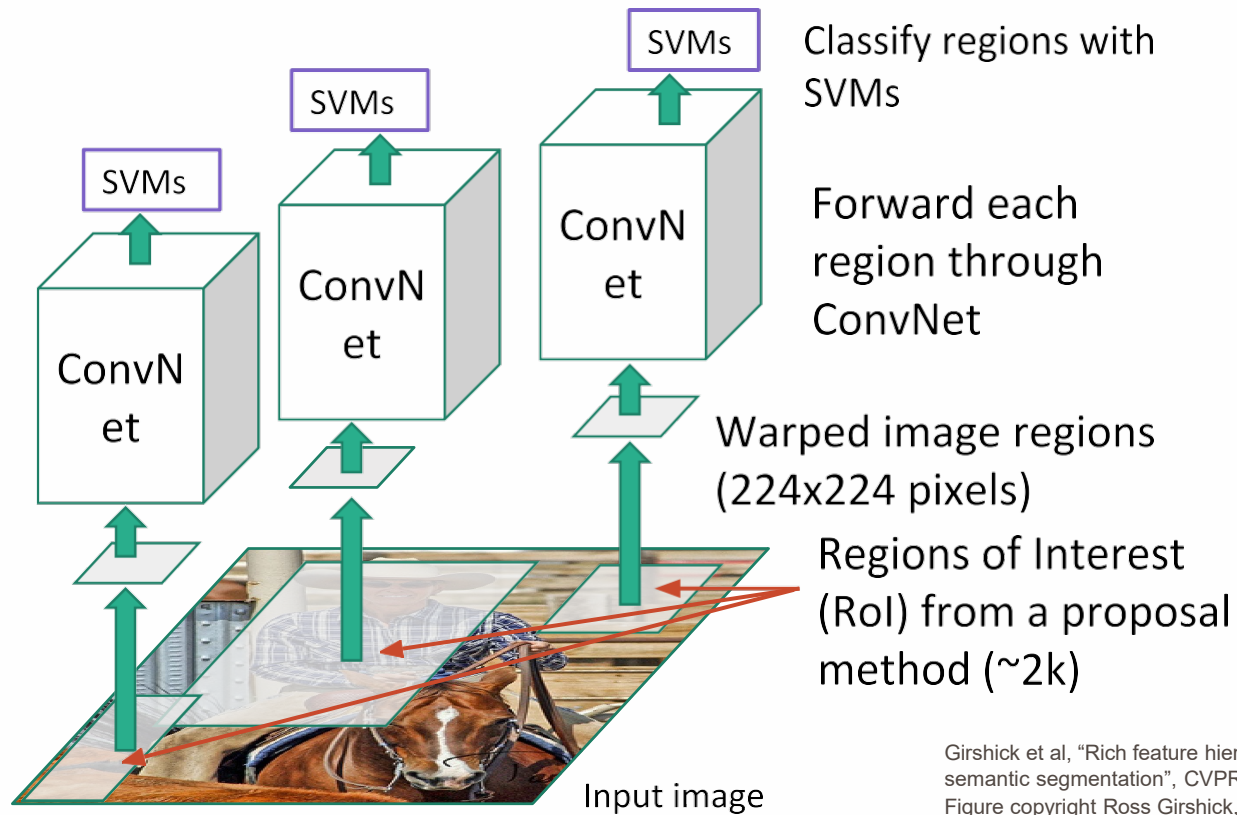 SVMs
Classify regions with
SVMs
SVMs
SVMs
ConvN
et
ConvN
et
ConvN
et
Forward each
region through
ConvNet
Warped image regions
(224x224 pixels)
Regions of Interest
(RoI) from a proposal
method (~2k)
Input image
Girshick et al, “Rich feature hier
semantic segmentation”, CVPR
Figure copyright Ross Girshick,